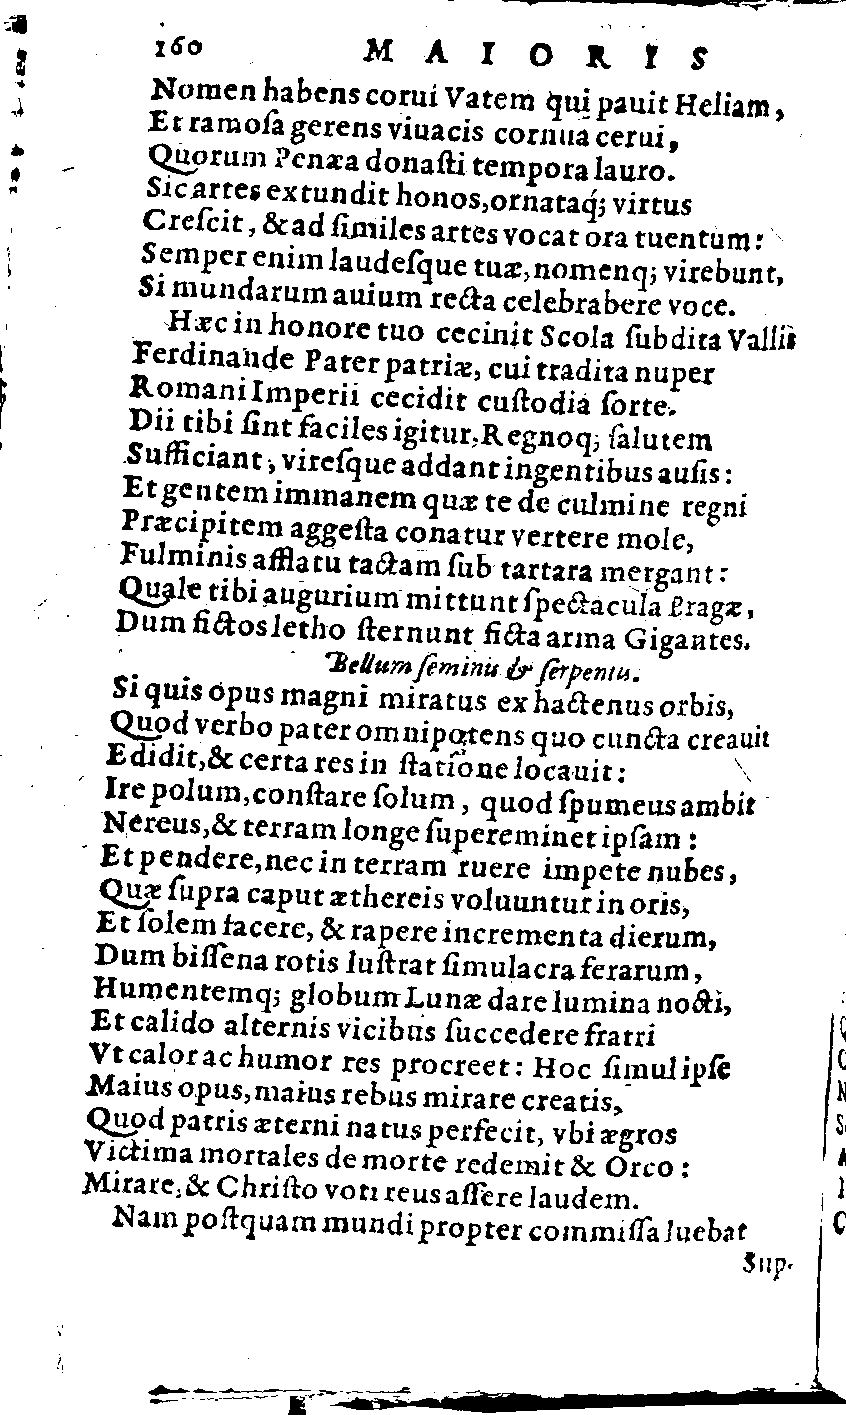 160 MAIORIS
Nomen habens corui Vatem qui pauit Heliam,
Et ramoſa gerens viuacis cornua cerui,
Quorum Penæa donaſti tempora lauro.
Sic artes extundit honos, ornataq́; virtus
Creſcit, & ad ſimiles artes vocat ora tuentum:
Semper enim laudeſque tuæ, nomenq; virebunt,
Si mundarum auium recta celebrabere voce.
Hæc in honore tuo cecinit Scola ſubdita Vallis
Ferdinande Pater patriæ, cui tradita nuper
Romani Imperii cecidit cuſtodia ſorte.
Dii tibi ſint faciles igitur, Regnoq; ſalutem
Sufficiant, vireſque addant ingentibus auſis:
Et gentem immanem quæ te de culmine regni
Præcipitem aggeſta conatur vertere mole,
Fulminis afflatu tactam ſub tartara mergant:
Quale tibi augurium mittunt ſpectacula Pragæ,
Dum fictos letho ſternunt ficta arma Gigantes.
Bellum ſeminis & ſerpentis.
Si quis opus magni miratus ex hactenus orbis,
Quod verbo pater omnipotens quo cuncta creauit
Edidit, & certa res in ſtatione locauit:
Ire polum, conſtare ſolum, quod ſpumeus ambit
Nereus, & terram longe ſupereminet ipſam:
Et pendere, nec in terram ruere impete nubes,
Quæ ſupra caput æthereis voluuntur in oris,
Et ſolem facere, & rapere incrementa dierum,
Dum biſſena rotis luſtrat ſimulacra ferarum,
Humentemq; globum Lunæ dare lumina nocti,
Et calido alternis vicibus ſuccedere fratri
Vt calor ac humor res procreet: Hoc ſimul ipſe
Maius opus, maius rebus mirare creatis,
Quod patris æterni natus perfecit, vbi ægros
Victima mortales de morte redemit & Orco:
Mirare, & Chriſto voti reus aſſere laudem.
Nam poſtquam mundi propter commiſſa luebat
Sup-